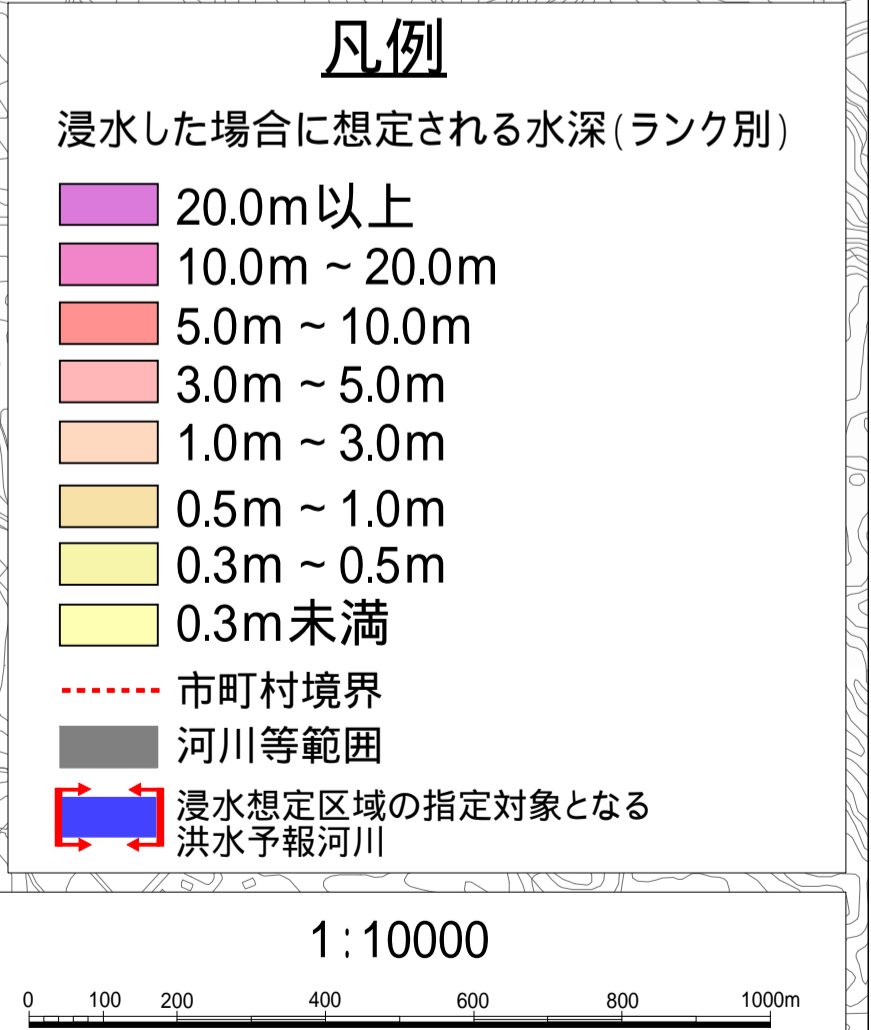 凡例
浸水した場合に想定される水深(ランク別)
20.0m以上
10.0m ~ 20.0m
5.0m ~ 10.0m
3.0m ~ 5.0m
1.0m ~ 3.0m
0.5m ~ 1.0m
0.3m ~ 0.5m
0.3m未満
市町村境界
河川等範囲
浸水想定区域の指定対象となる
洪水予報河川
1:10000
0 100 200 400 600 800 1000m